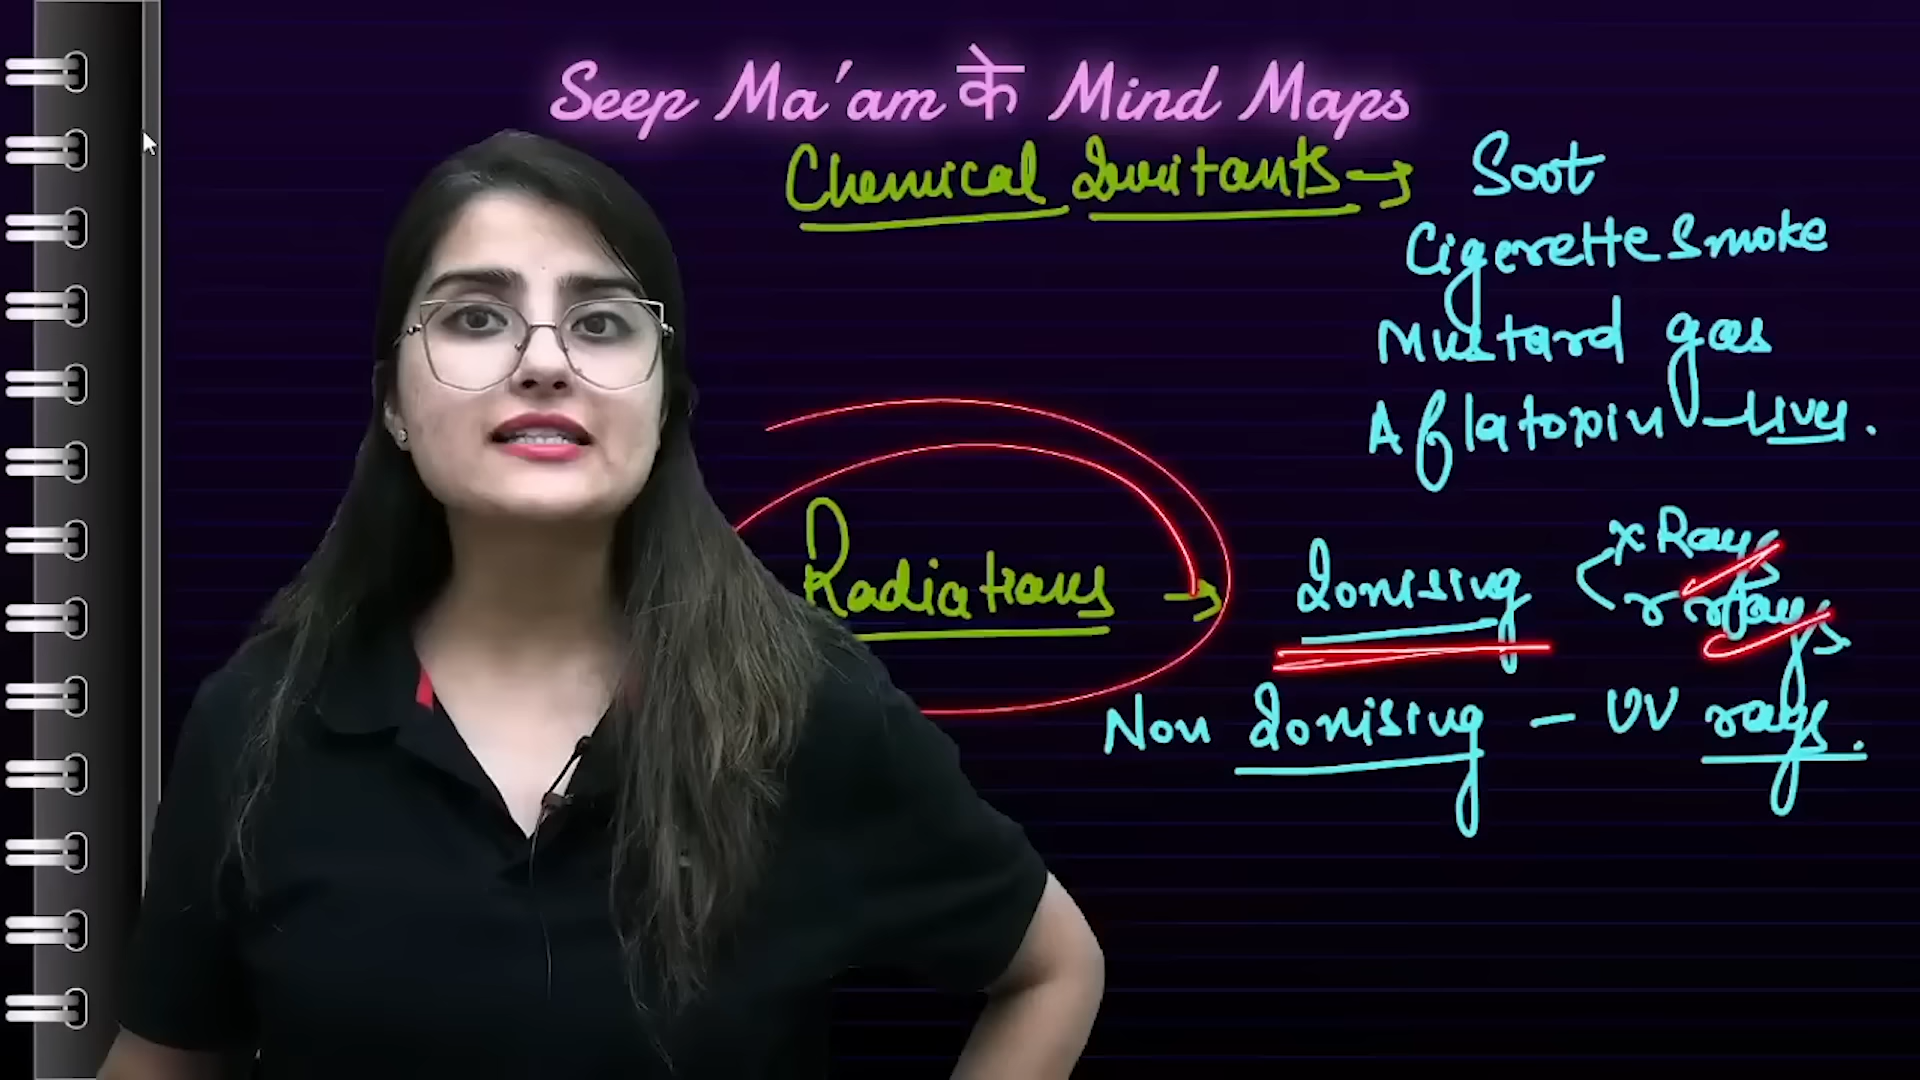 Seep Ma'am के Mind Maps
Chemical Irritants → Soot
Cigerette Smoke
Mustard gas
Aflatoxin - Liver.
Radiations → Ionising x Rays
r rays
Non Ionising - UV rays.